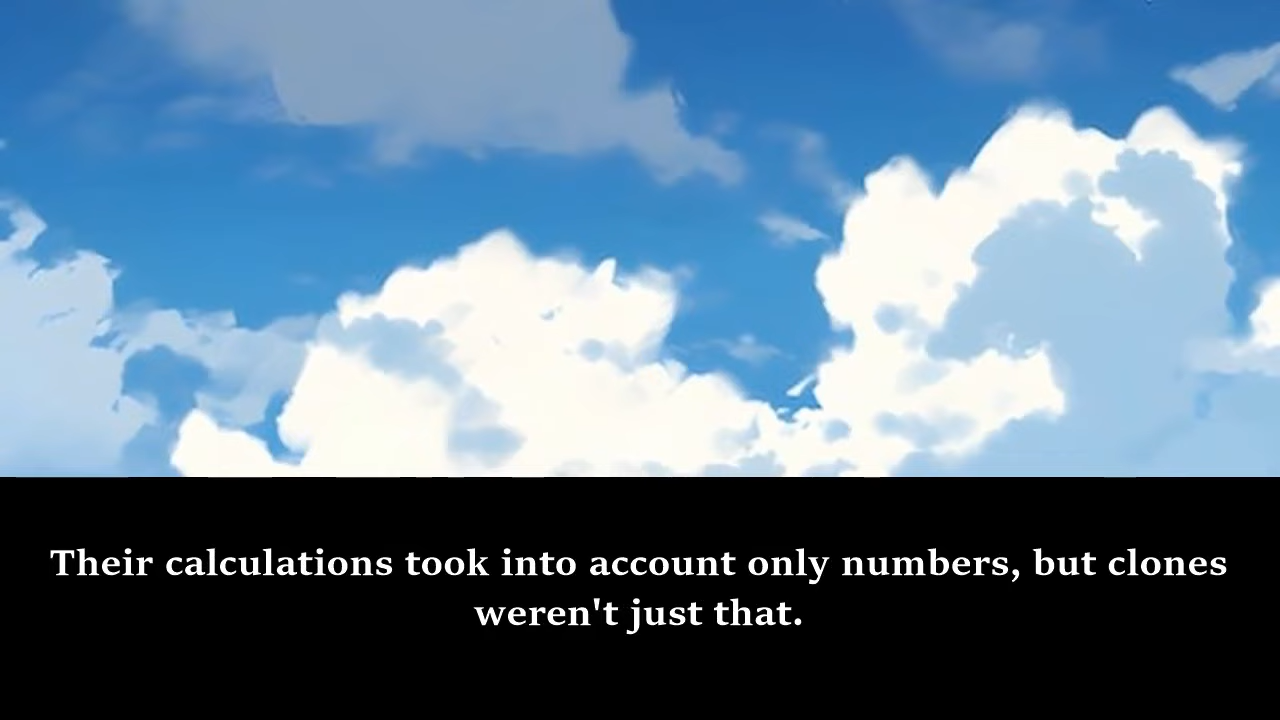 Their calculations took into account only numbers, but clones
weren't just that.